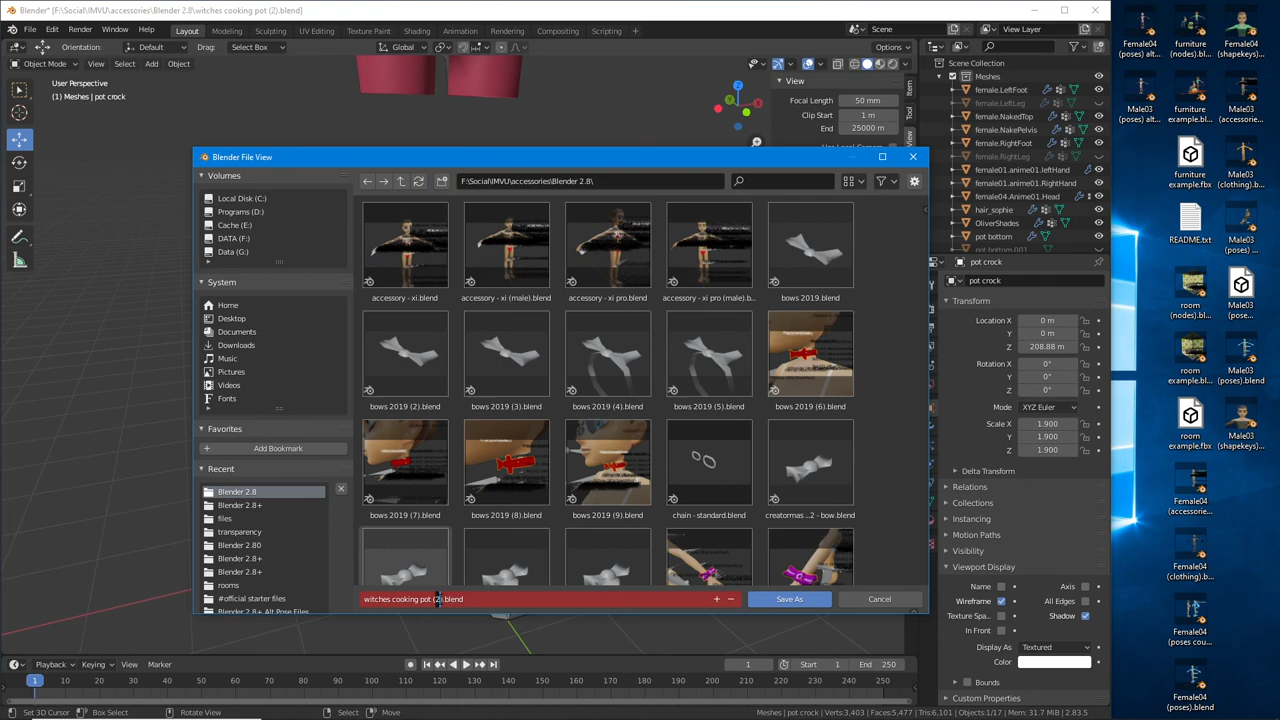 Blender* [F:\Social\IMVU\accessories\Blender 2.8\witches cooking pot (2).blend]
File Edit Render Window Help Layout Modeling Sculpting UV Editing Texture Paint Shading Animation Rendering Compositing Scripting + Scene View Layer
Orientation: Default Drag: Select Box Global Options
Object Mode View Select Add Object
User Perspective
(1) Meshes | pot crock
View
Focal Length 50 mm
Clip Start 1 m
End 25000 m
Item
Tool
View
Z
X
Y
Scene Collection
Meshes
female.LeftFoot
female.LeftLeg
female.NakedTop
female.NakePelvis
female.RightFoot
female.RightLeg
female01.anime01.leftHand
female01.anime01.RightHand
female04.Anime01.Head
hair_sophie
OliverShades
pot bottom
pot bottom.001
pot crock
pot crock
Transform
Location X 0 m
Y 0 m
Z 208.88 m
Rotation X 0°
Y 0°
Z 0°
Mode XYZ Euler
Scale X 1.900
Y 1.900
Z 1.900
Delta Transform
Relations
Collections
Instancing
Motion Paths
Visibility
Viewport Display
Name Axis
Wireframe All Edges
Texture Spa... Shadow
In Front
Display As Textured
Color
Bounds
Custom Properties
Blender File View
Volumes
Local Disk (C:)
Programs (D:)
Cache (E:)
DATA (F:)
Data (G:)
System
Home
Desktop
Documents
Downloads
Music
Pictures
Videos
Fonts
Favorites
Add Bookmark
Recent
Blender 2.8
Blender 2.8+
files
transparency
Blender 2.80
Blender 2.8+
Blender 2.8+
rooms
#official starter files
Blender 2.8+ Alt Pose Files
F:\Social\IMVU\accessories\Blender 2.8\
accessory - xi.blend accessory - xi (male).blend accessory - xi pro.blend accessory - xi pro (male).b... bows 2019.blend
bows 2019 (2).blend bows 2019 (3).blend bows 2019 (4).blend bows 2019 (5).blend bows 2019 (6).blend
bows 2019 (7).blend bows 2019 (8).blend bows 2019 (9).blend chain - standard.blend creatormas ...2 - bow.blend
witches cooking pot (2).blend
Save As
Cancel
Playback Keying View Marker 1 Start 1 End 250
1 10 20 30 40 50 60 70 80 90 100 110 120 130 140 150 160 170 180 190 200 210 220 230 240 250
Set 3D Cursor Box Select Rotate View Select Move Meshes | pot crock | Verts:3,403 | Faces:5,477 | Tris:6,101 | Objects:1/17 | Mem: 31.7 MiB | 2.83.5
Female04 (poses) alt...
furniture (nodes).bl...
Female04 (shapekeys)...
Male03 (poses) alt...
furniture example.bl...
Male03 (accessorie...
furniture example.fbx
Male03 (clothing).bl...
README.txt
Male03 (poses) ...
room (nodes).bl...
Male03 (pose...
room example.bl...
Male03 (poses).blend
room example.fbx
Male03 (shapekeys)...
Female04 (accessorie...
Female04 (clothing).b...
Female04 (poses cou...
Female04 (poses).blend